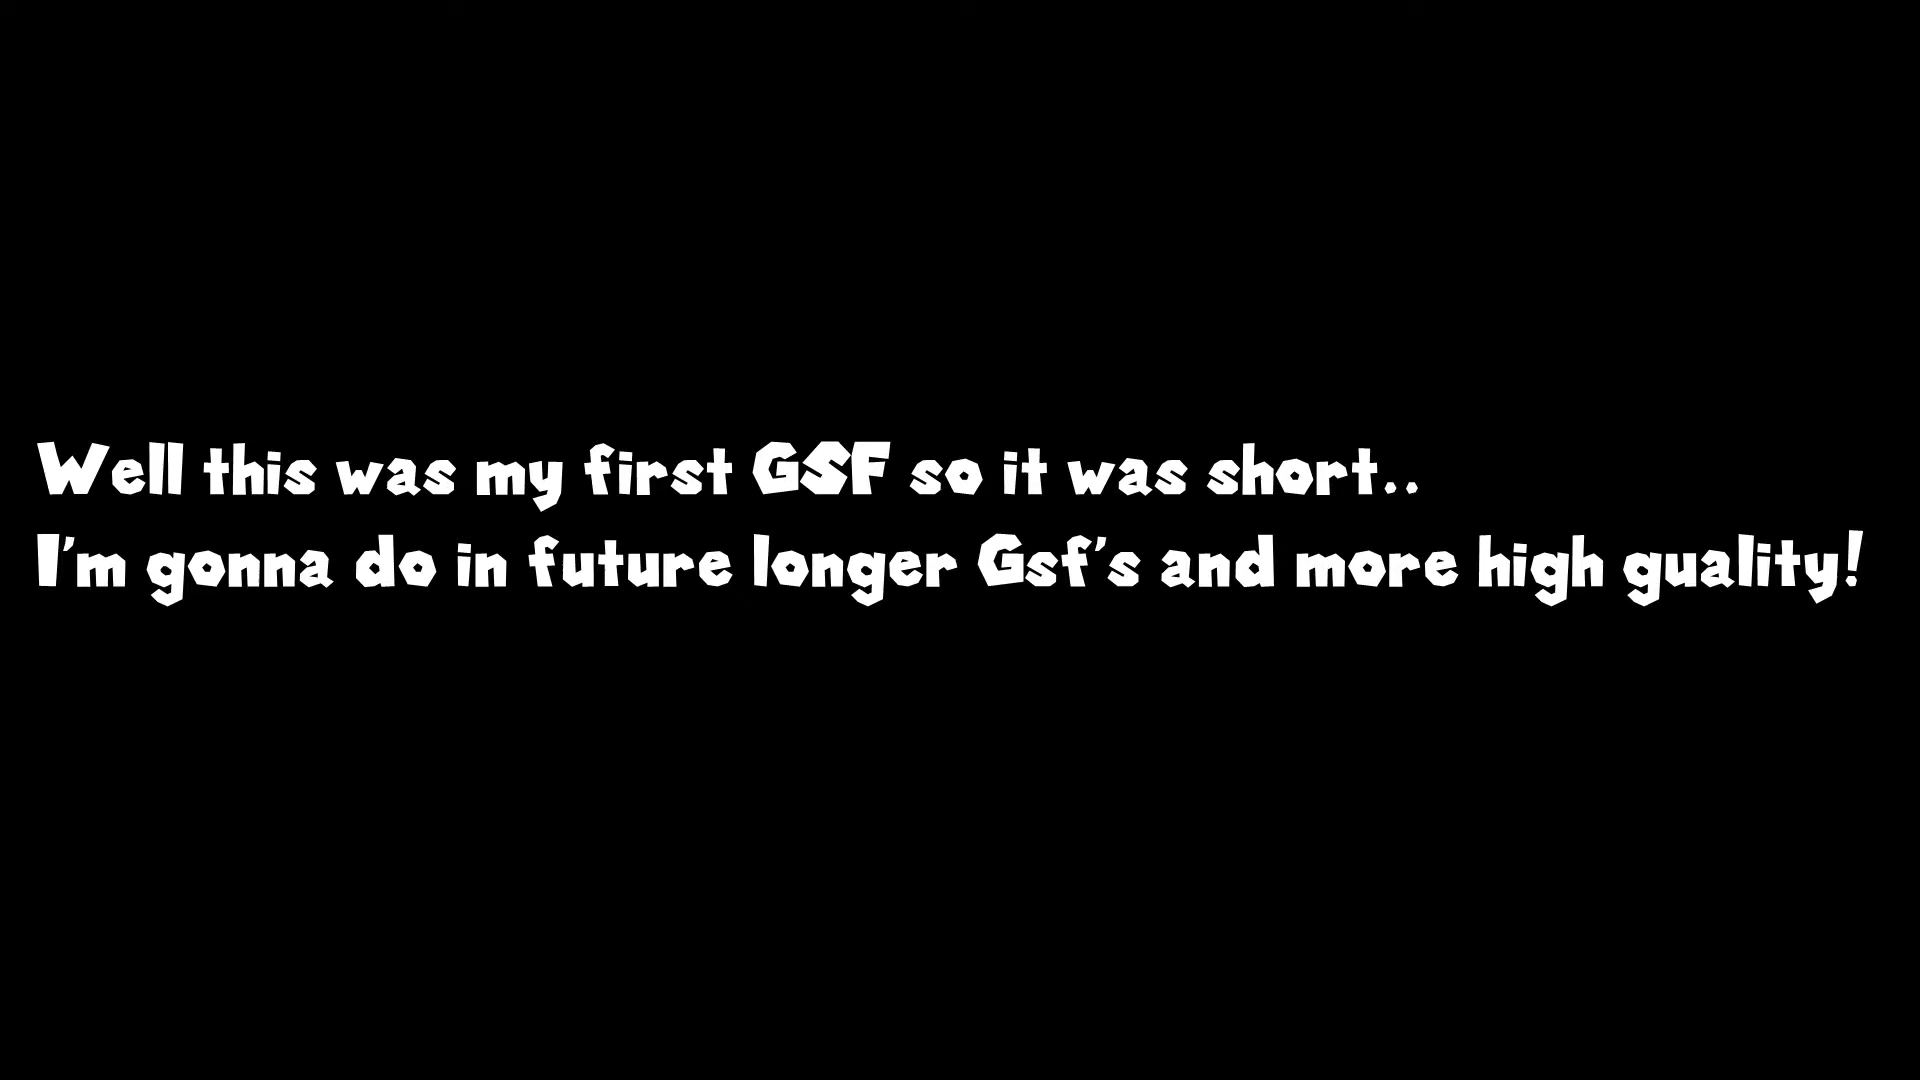 Well this was my first GSF so it was short..
I'm gonna do in future longer Gsf's and more high guality!